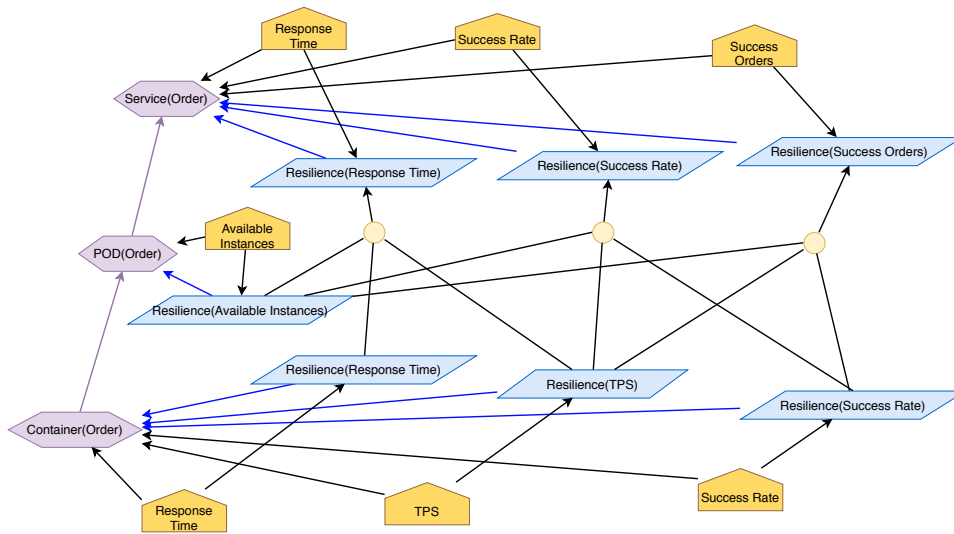 Response
Time
Success Rate
Success
Orders
Service(Order)
Resilience(Response Time)
Resilience(Success Rate)
Resilience(Success Orders)
Available
Instances
POD(Order)
Resilience(Available Instances)
Resilience(Response Time)
Resilience(TPS)
Resilience(Success Rate)
Container(Order)
Response
Time
TPS
Success Rate